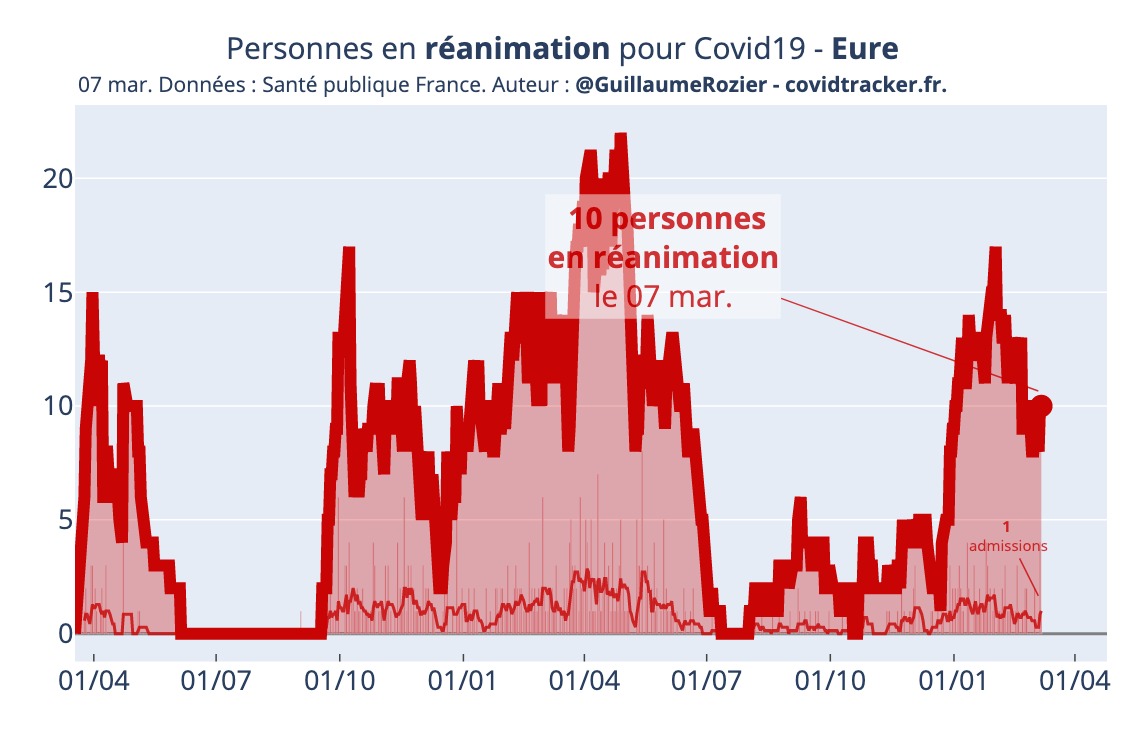 Personnes en réanimation pour Covid19 - Eure
07 mar. Données : Santé publique France. Auteur : @GuillaumeRozier - covidtracker.fr.
20
15
10
5
0
10 personnes
en réanimation
le 07 mar.
1
admissions
01/04 01/07 01/10 01/01 01/04 01/07 01/10 01/01 01/04